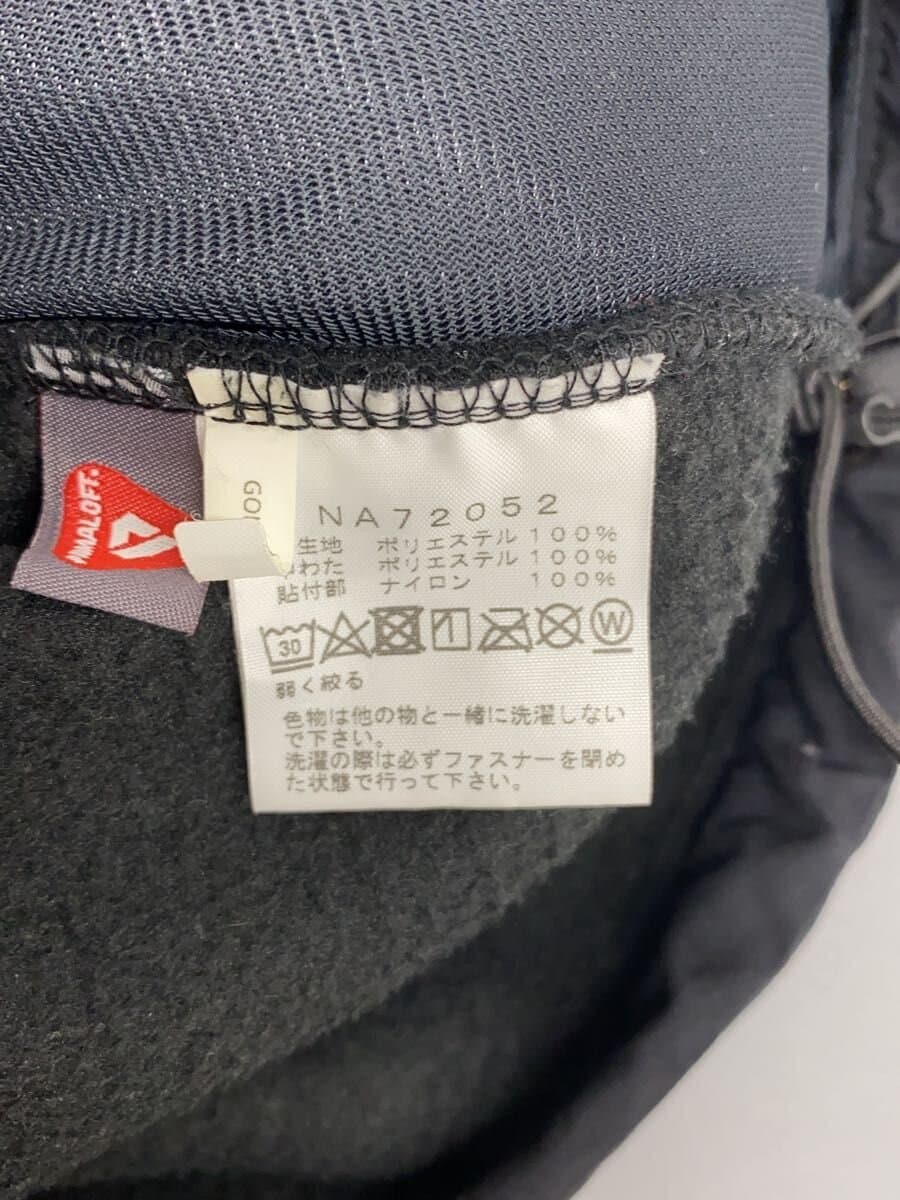 NA72052
生地 ポリエステル 100%
わた ポリエステル 100%
貼付部 ナイロン 100%
30
W
弱く絞る
色物は他の物と一緒に洗濯しない
で下さい。
洗濯の際は必ずファスナーを閉め
た状態で行って下さい。